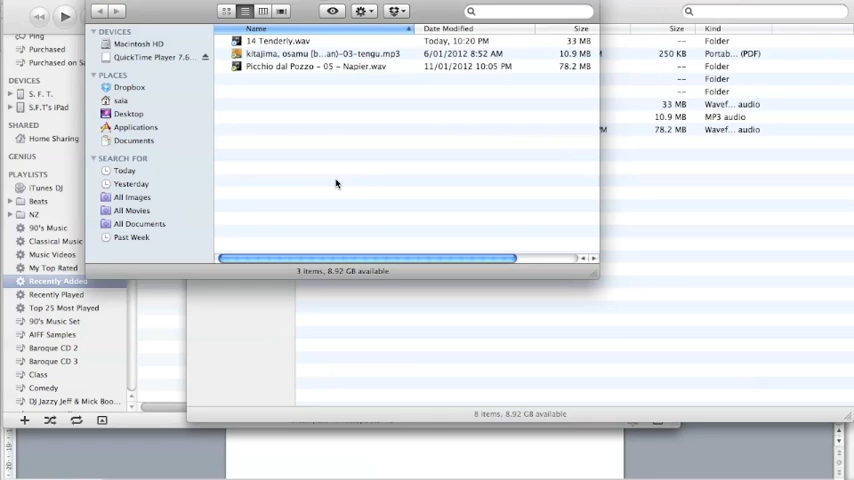 Name Date Modified Size
14 Tenderly.wav Today, 10:20 PM 33 MB
kitajima, osamu [b...an)-03-tengu.mp3 6/01/2012 8:52 AM 10.9 MB
Picchio dal Pozzo - 05 - Napier.wav 11/01/2012 10:05 PM 78.2 MB
DEVICES
Macintosh HD
QuickTime Player 7.6...
PLACES
Dropbox
saia
Desktop
Applications
Documents
SEARCH FOR
Today
Yesterday
All Images
All Movies
All Documents
Past Week
3 items, 8.92 GB available
Size Kind
-- Folder
250 KB Portab... (PDF)
-- Folder
-- Folder
-- Folder
33 MB Wavef... audio
10.9 MB MP3 audio
78.2 MB Wavef... audio
8 items, 8.92 GB available
Ping
Purchased
Purchased on Sa
DEVICES
S. F. T.
S.F.T's iPad
SHARED
Home Sharing
GENIUS
PLAYLISTS
iTunes DJ
Beats
NZ
90's Music
Classical Music
Music Videos
My Top Rated
Recently Added
Recently Played
Top 25 Most Played
90's Music Set
AIFF Samples
Baroque CD 2
Baroque CD 3
Class
Comedy
DJ Jazzy Jeff & Mick Boo...